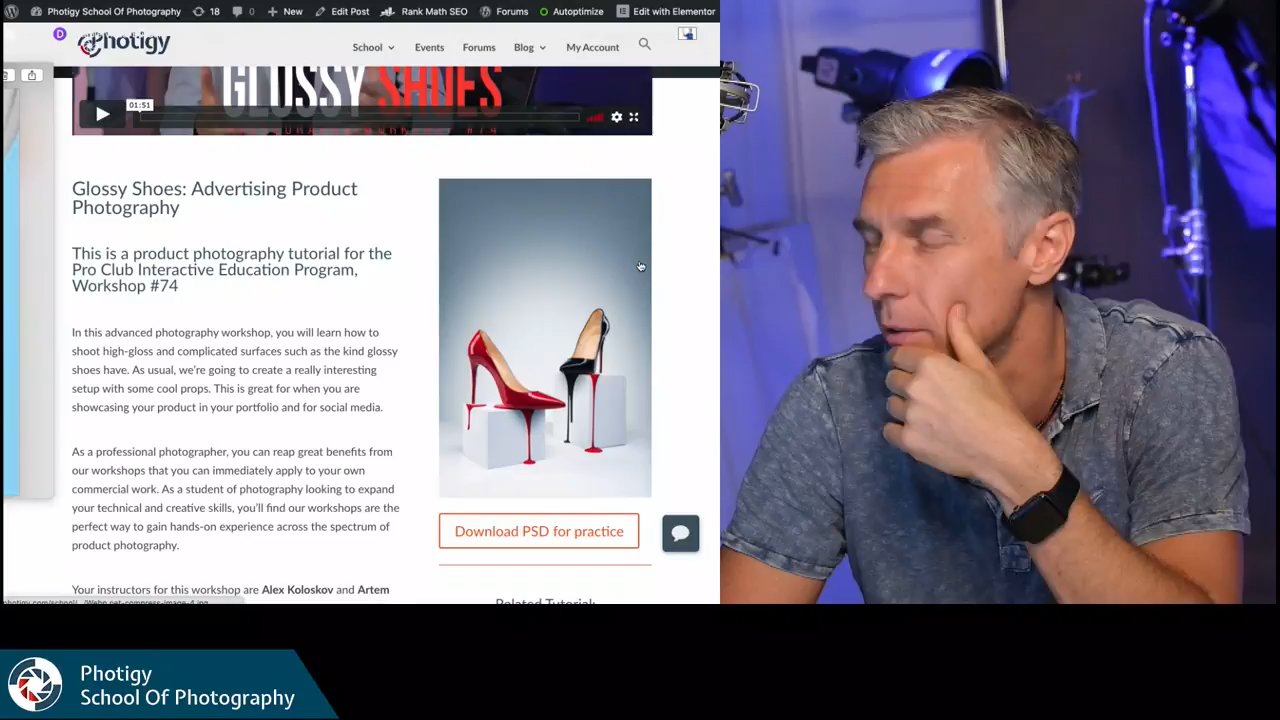 Photigy School Of Photography 18 0 New Edit Post Rank Math SEO Forums Autoptimize Edit with Elementor
D
Photigy School Events Forums Blog My Account
GLOSSY SHOES
01:51
Glossy Shoes: Advertising Product
Photography
This is a product photography tutorial for the
Pro Club Interactive Education Program,
Workshop #74
In this advanced photography workshop, you will learn how to
shoot high-gloss and complicated surfaces such as the kind glossy
shoes have. As usual, we're going to create a really interesting
setup with some cool props. This is great for when you are
showcasing your product in your portfolio and for social media.
As a professional photographer, you can reap great benefits from
our workshops that you can immediately apply to your own
commercial work. As a student of photography looking to expand
your technical and creative skills, you'll find our workshops are the
perfect way to gain hands-on experience across the spectrum of
product photography.
Your instructors for this workshop are Alex Koloskov and Artem
Download PSD for practice
Related Tutorial:
Photigy
School Of Photography